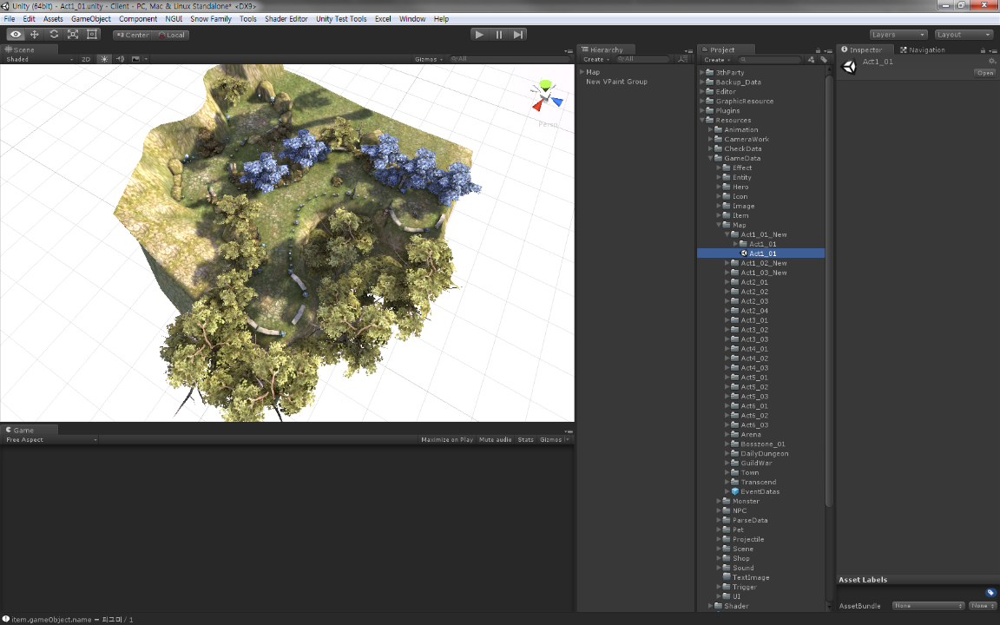 Unity (64bit) - Act1_01.unity - Client - PC, Mac & Linux Standalone* <DX9>
File Edit Assets GameObject Component NGUI Snow Family Tools Shader Editor Unity Test Tools Excel Window Help
Center Local Layers Layout
Scene
Shaded 2D Gizmos All
Persp
Game
Free Aspect Maximize on Play Mute audio Stats Gizmos
Hierarchy
Create All
Map
New VPaint Group
Project
Create
3thParty
Backup_Data
Editor
GraphicResource
Plugins
Resources
Animation
CameraWork
CheckData
GameData
Effect
Entity
Hero
Icon
Image
Item
Map
Act1_01_New
Act1_01
Act1_01
Act1_02_New
Act1_03_New
Act2_01
Act2_02
Act2_03
Act2_04
Act3_01
Act3_02
Act3_03
Act4_01
Act4_02
Act4_03
Act5_01
Act5_02
Act5_03
Act6_01
Act6_02
Act6_03
Arena
Bosszone_01
DailyDungeon
GuildWar
Town
Transcend
EventDatas
Monster
NPC
ParseData
Pet
Projectile
Scene
Shop
Sound
TextImage
Trigger
UI
Shader
Inspector Navigation
Act1_01
Open
Asset Labels
AssetBundle None None
item.gameObject.name = 피그미 / 1